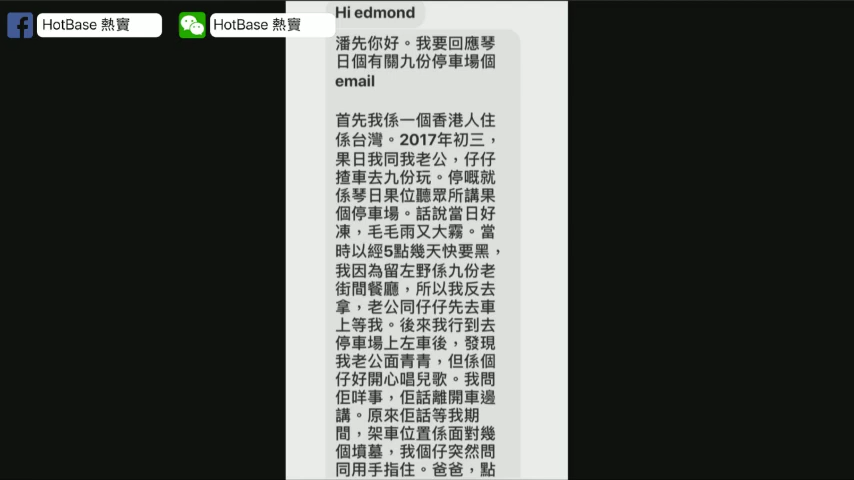 HotBase 熱竇
HotBase 熱竇
Hi edmond
潘先你好。我要回應琴
日個有關九份停車場個
email
首先我係一個香港人住
係台灣。2017年初三，
果日我同我老公，仔仔
揸車去九份玩。停嘅就
係琴日果位聽眾所講果
個停車場。話說當日好
凍，毛毛雨又大霧。當
時以經5點幾天快要黑，
我因為留左野係九份老
街間餐廳，所以我反去
拿，老公同仔仔先去車
上等我。後來我行到去
停車場上左車後，發現
我老公面青青，但係個
仔好開心唱兒歌。我問
佢咩事，佢話離開車邊
講。原來佢話等我期
間，架車位置係面對幾
個墳墓，我個仔突然問
同用手指住。爸爸，點